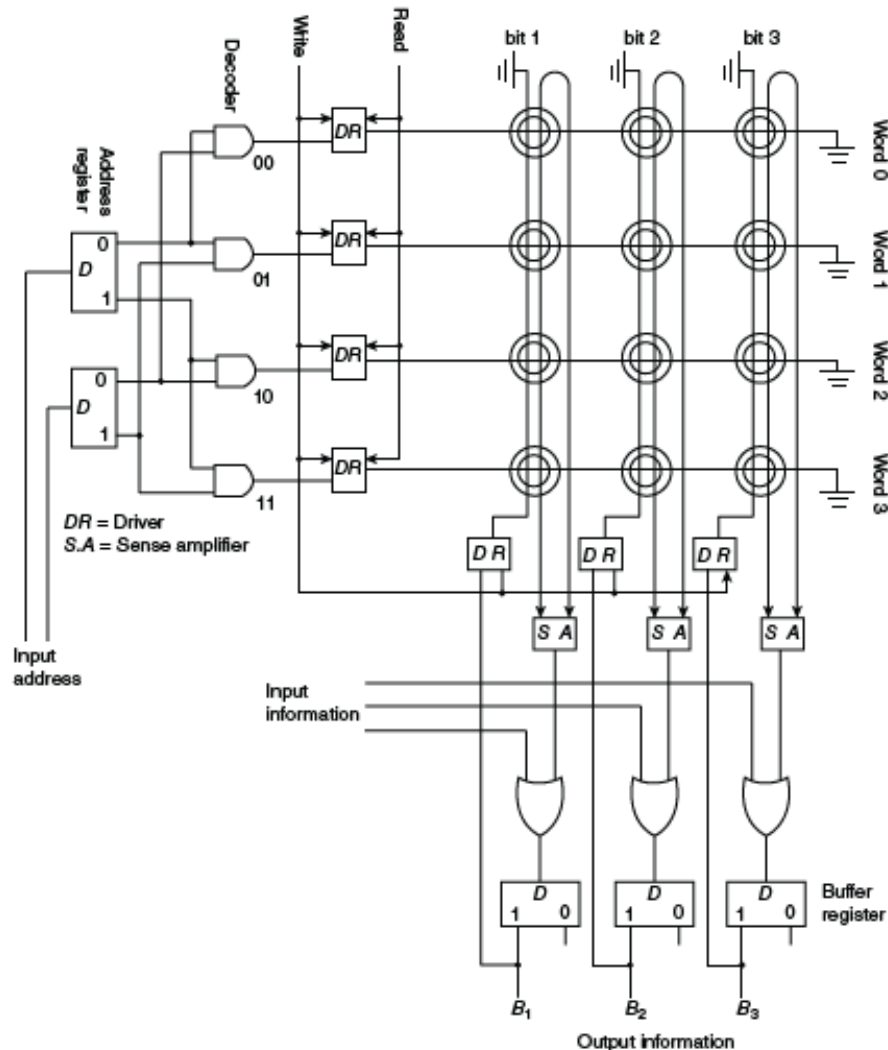 Write
Read
bit 1
bit 2
bit 3
Decoder
DR
Word 0
00
Address
register
DR
Word 1
0
D
01
1
DR
Word 2
0
D
10
1
DR
Word 3
11
DR = Driver
S.A = Sense amplifier
D R
D R
D R
S A
S A
S A
Input
address
Input
information
D
1 0
D
1 0
D
1 0
Buffer
register
B1
B2
B3
Output information